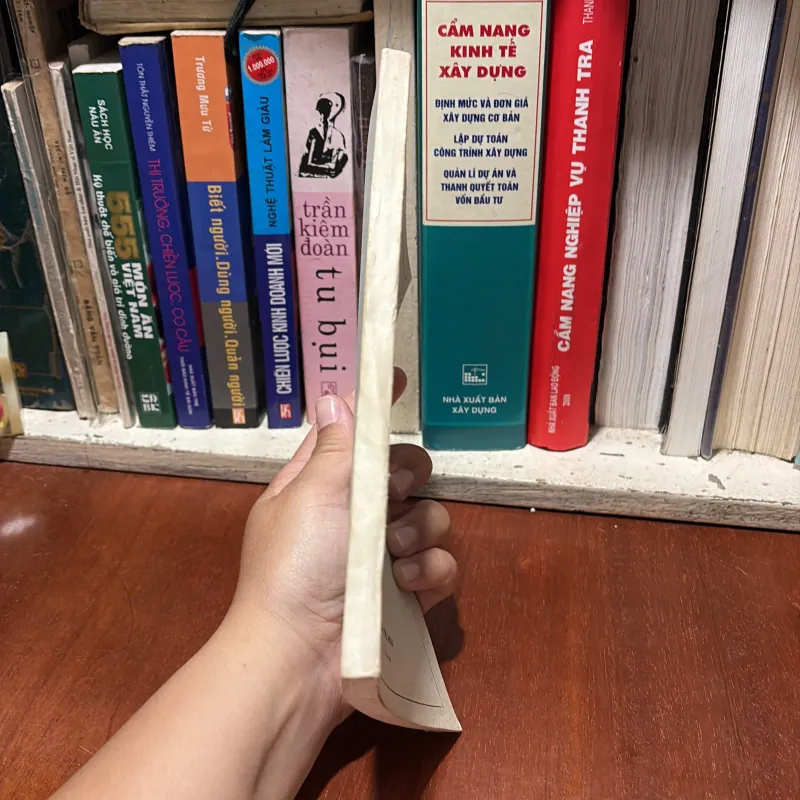 SÁCH HỌC
NẤU ĂN
555
MÓN ĂN
VIỆT NAM
Kỹ thuật chế biến và giá trị dinh dưỡng
TÔN THẤT NGUYỄN THIÊM
THỊ TRƯỜNG, CHIẾN LƯỢC, CƠ CẤU
Trương Mưu Tử
Biết người, Dùng người, Quản người
1.000.000
NGHỆ THUẬT LÀM GIÀU
CHIẾN LƯỢC KINH DOANH MỚI
trần
kiêm
đoàn
tu bụi
CẨM NANG
KINH TẾ
XÂY DỰNG
ĐỊNH MỨC VÀ ĐƠN GIÁ
XÂY DỰNG CƠ BẢN
LẬP DỰ TOÁN
CÔNG TRÌNH XÂY DỰNG
QUẢN LÍ DỰ ÁN VÀ
THANH QUYẾT TOÁN
VỐN ĐẦU TƯ
NHÀ XUẤT BẢN
XÂY DỰNG
CẨM NANG NGHIỆP VỤ THANH TRA
NHÀ XUẤT BẢN LAO ĐỘNG